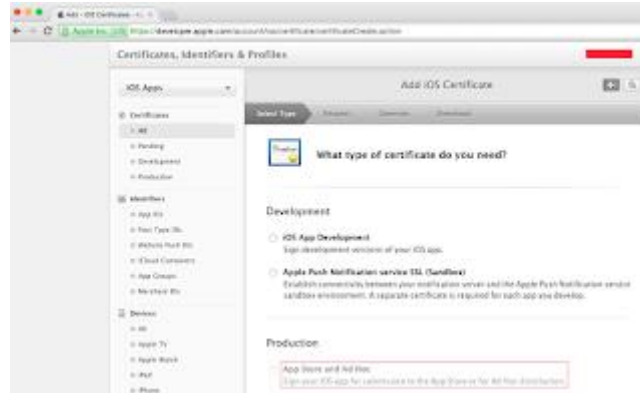 Add - iOS Certificates
https://developer.apple.com/account/ios/certificate/certificateCreate.action
Certificates, Identifiers & Profiles
iOS Apps
Add iOS Certificate
Certificates
All
Pending
Development
Production
Identifiers
App IDs
Pass Type IDs
Website Push IDs
iCloud Containers
App Groups
Merchant IDs
Devices
All
Apple TV
Apple Watch
iPad
iPhone
Select Type
Request
Generate
Download
What type of certificate do you need?
Development
iOS App Development
Sign development versions of your iOS app.
Apple Push Notification service SSL (Sandbox)
Establish connectivity between your notification server and the Apple Push Notification service
sandbox environment. A separate certificate is required for each app you develop.
Production
App Store and Ad Hoc
Sign your iOS app for submission to the App Store or for Ad Hoc distribution.